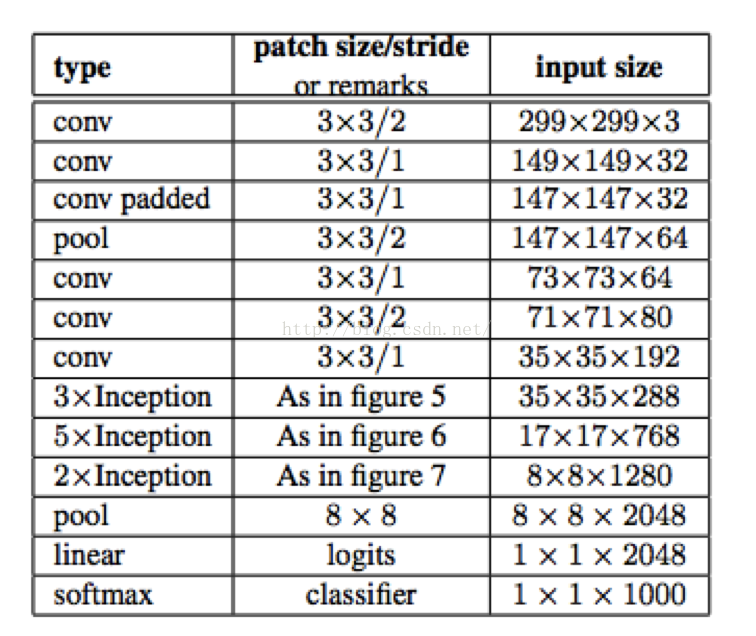 type patch size/stride or remarks input size
conv 3×3/2 299×299×3
conv 3×3/1 149×149×32
conv padded 3×3/1 147×147×32
pool 3×3/2 147×147×64
conv 3×3/1 73×73×64
conv 3×3/2 71×71×80
http://blog.csdn.net/
conv 3×3/1 35×35×192
3×Inception As in figure 5 35×35×288
5×Inception As in figure 6 17×17×768
2×Inception As in figure 7 8×8×1280
pool 8 × 8 8 × 8 × 2048
linear logits 1 × 1 × 2048
softmax classifier 1 × 1 × 1000